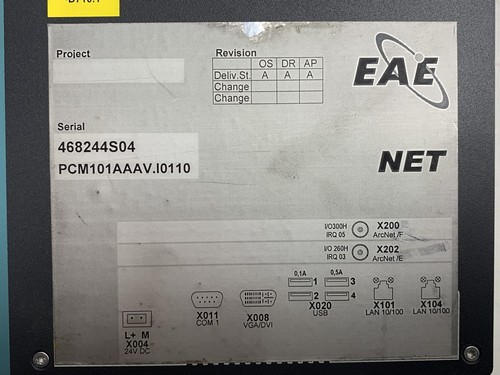 Project
Revision
OS DR AP
Deliv.St. A A A
Change
Change
EAE
Serial
468244S04
PCM101AAAV.I0110
NET
I/O300H
IRQ 05
X200
ArcNet /F
I/O 260H
IRQ 03
X202
ArcNet /E
0,1A 0,5A
1 3
2 4
L+ M
X004
24V DC
X011
COM 1
X008
VGA/DVI
X020
USB
X101
LAN 10/100
X104
LAN 10/100